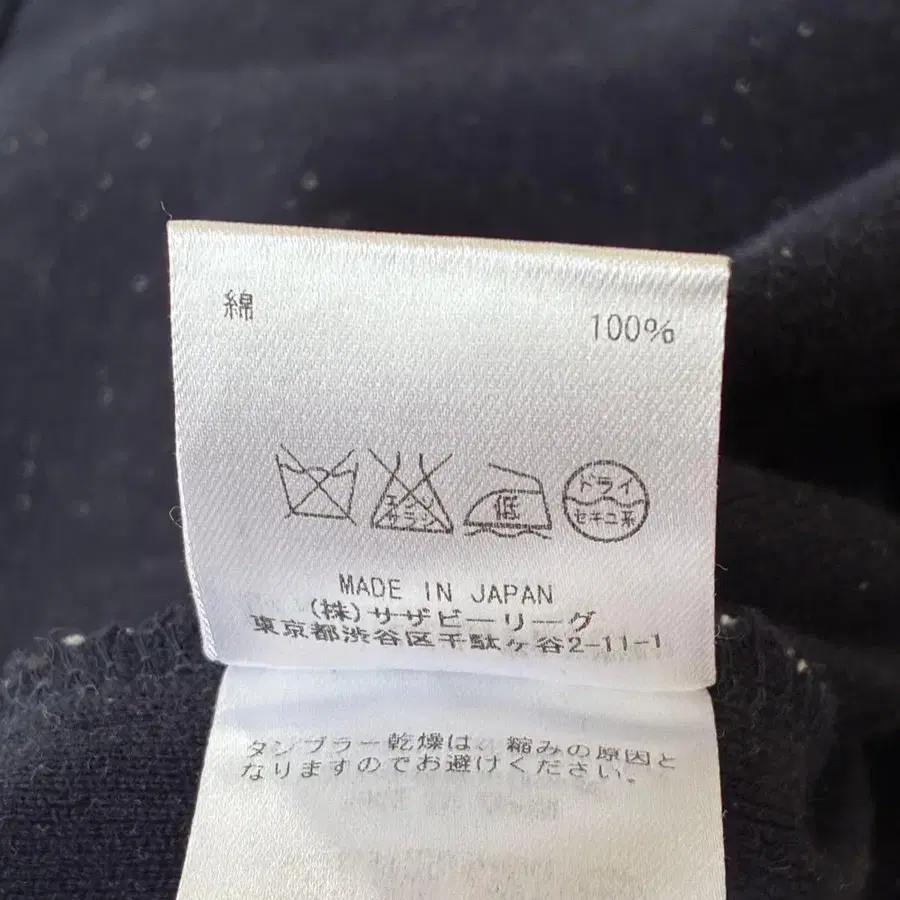 綿 100%
エンソ
サラシ
低
ドライ
セキユ系
MADE IN JAPAN
(株)サザビーリーグ
東京都渋谷区千駄ヶ谷2-11-1
タンブラー乾燥は、縮みの原因と
なりますのでお避けください。